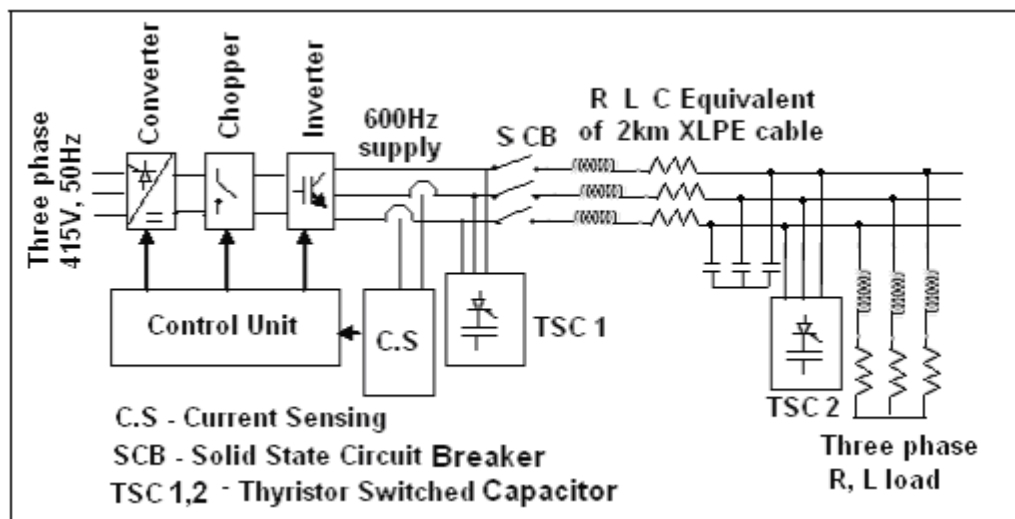 Three phase
415V, 50Hz
Converter
Chopper
Inverter
600Hz
supply
S CB
R L C Equivalent
of 2km XLPE cable
Control Unit
C.S
TSC 1
TSC 2
Three phase
R, L load
C.S - Current Sensing
SCB - Solid State Circuit Breaker
TSC 1,2 - Thyristor Switched Capacitor